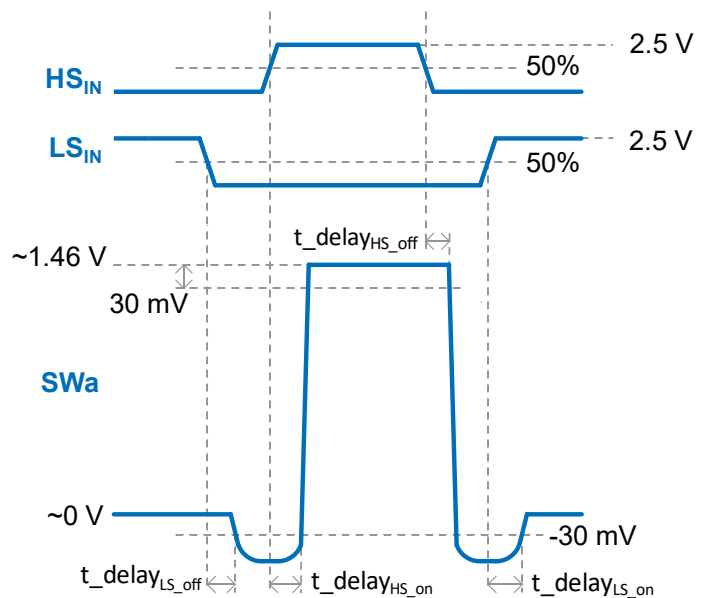 2.5 V
50%
HS_IN
2.5 V
LS_IN
50%
t_delay_HS_off
~1.46 V
30 mV
SWa
~0 V
-30 mV
t_delay_LS_off
t_delay_HS_on
t_delay_LS_on